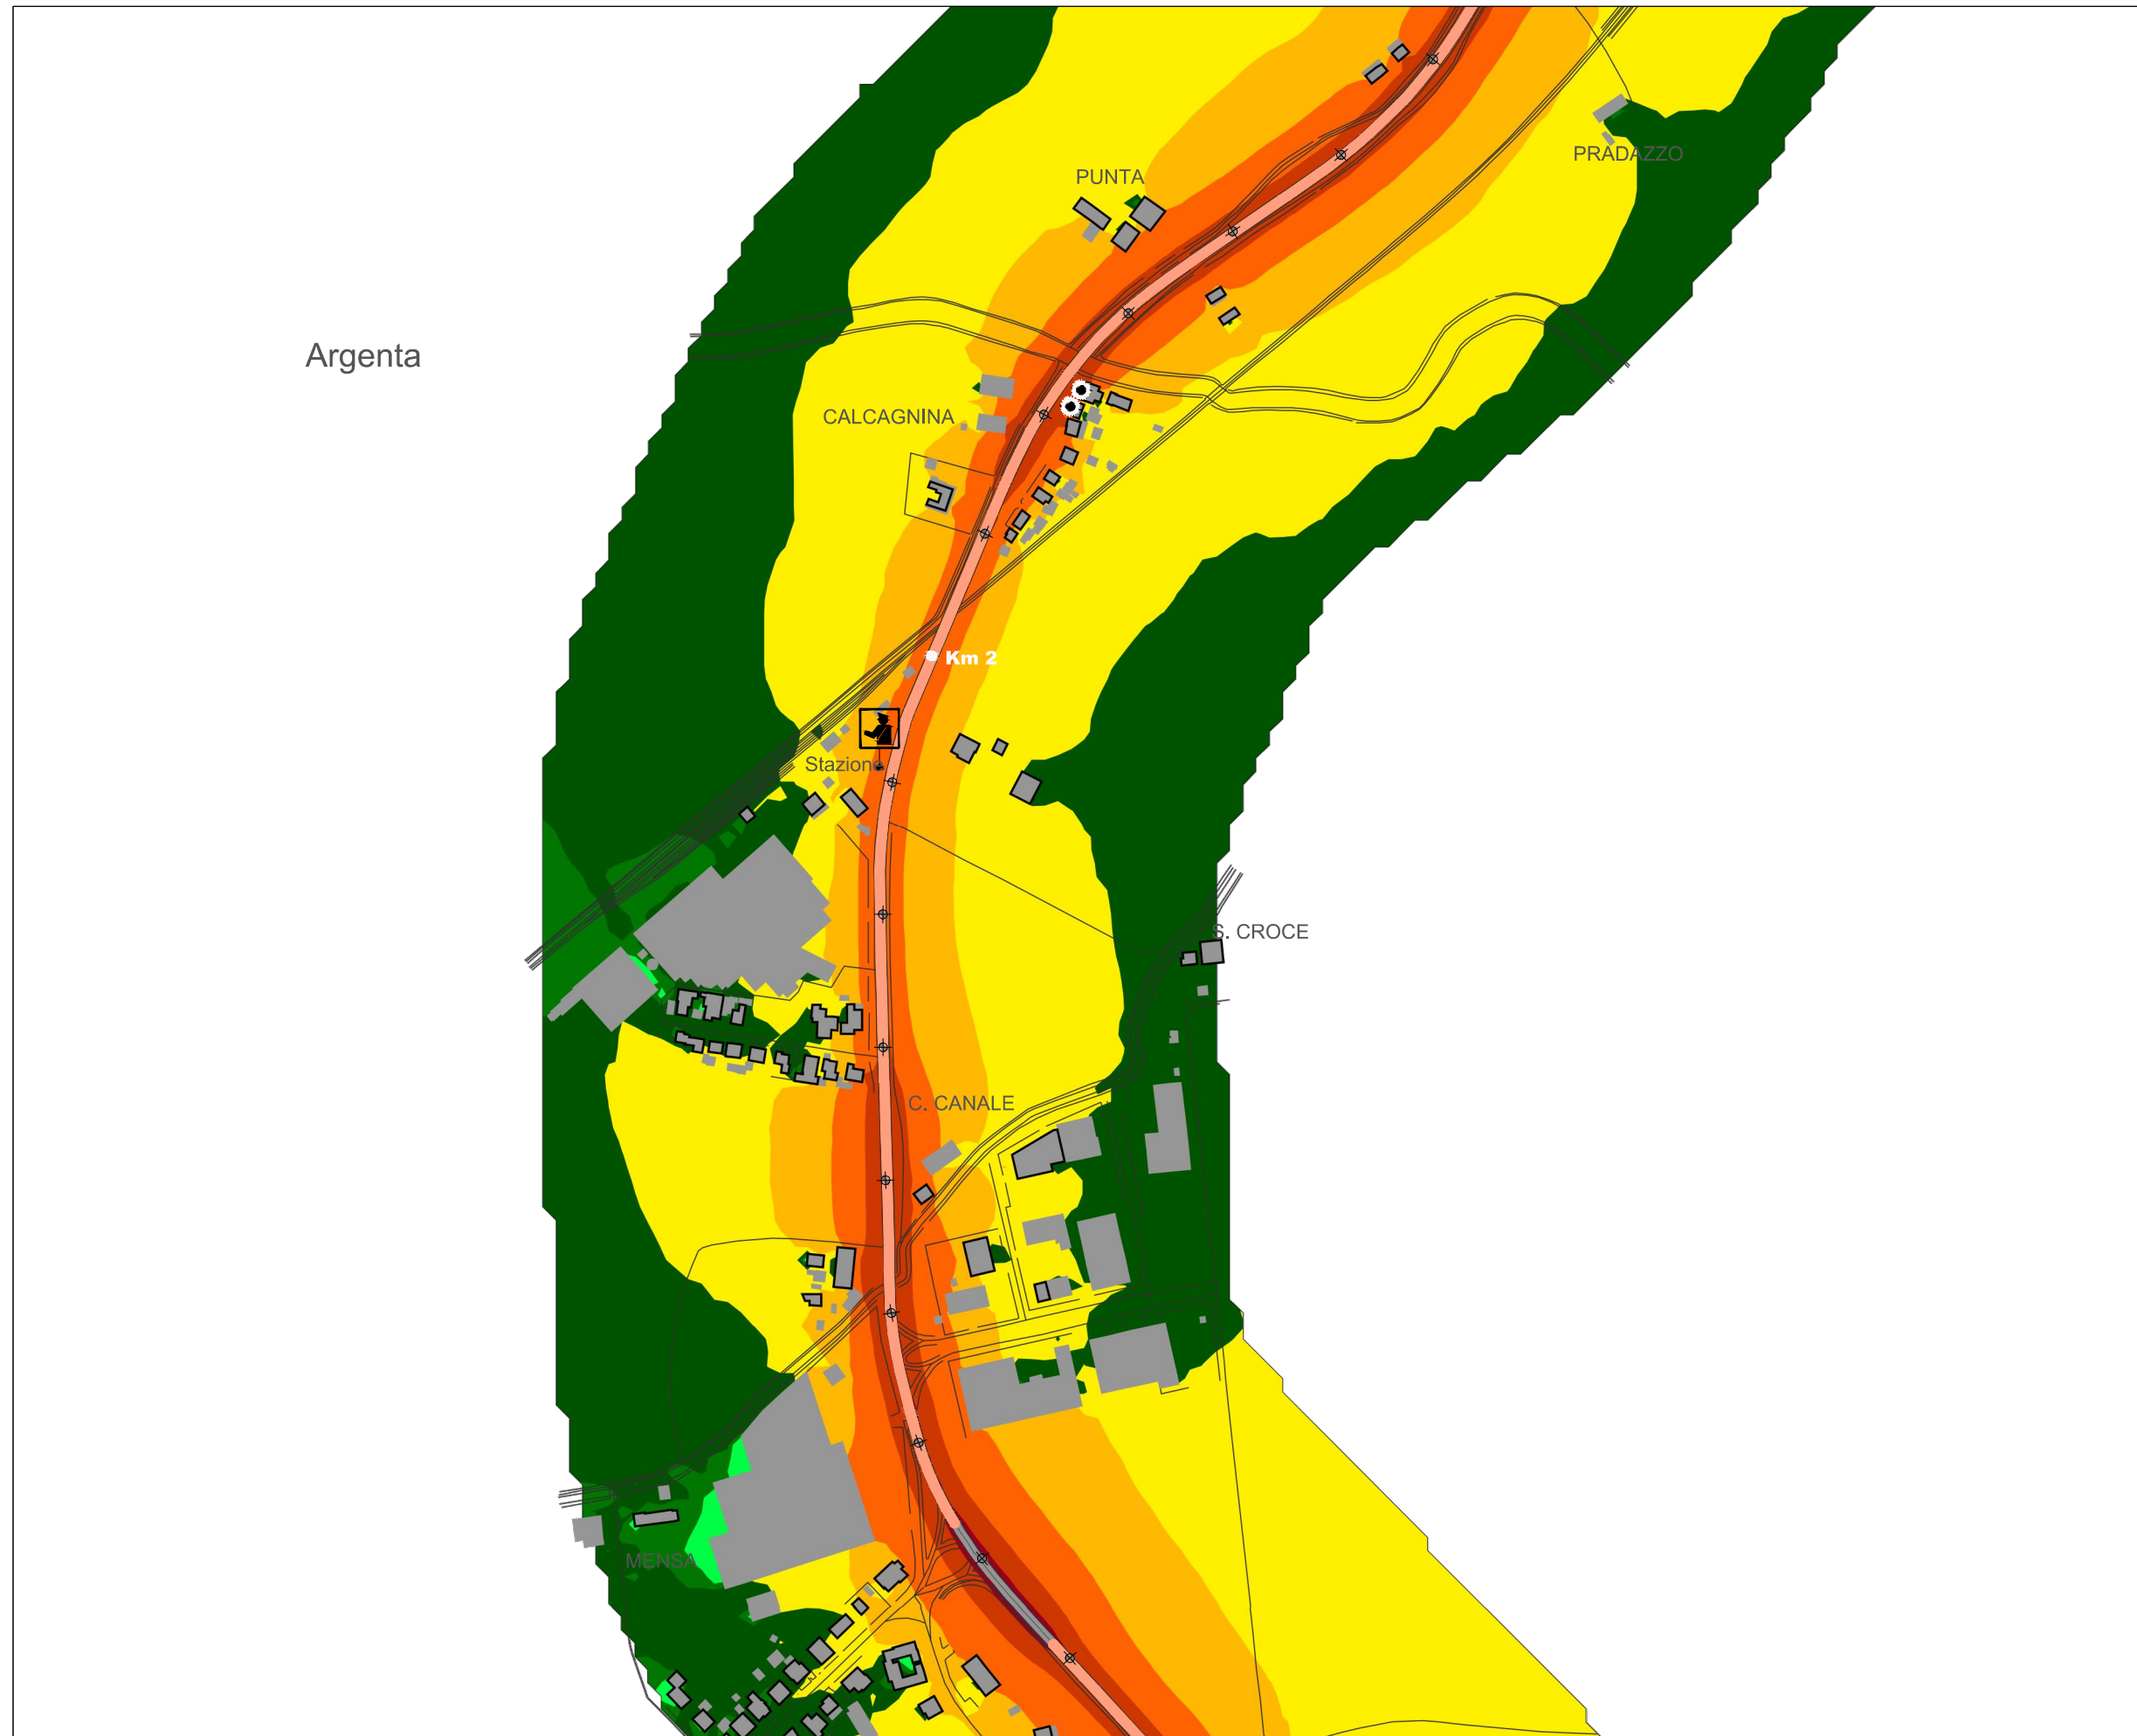 PRADAZZO
PUNTA
Argenta
CALCAGNINA
Km 2
Stazione
S. CROCE
C. CANALE
MENSA